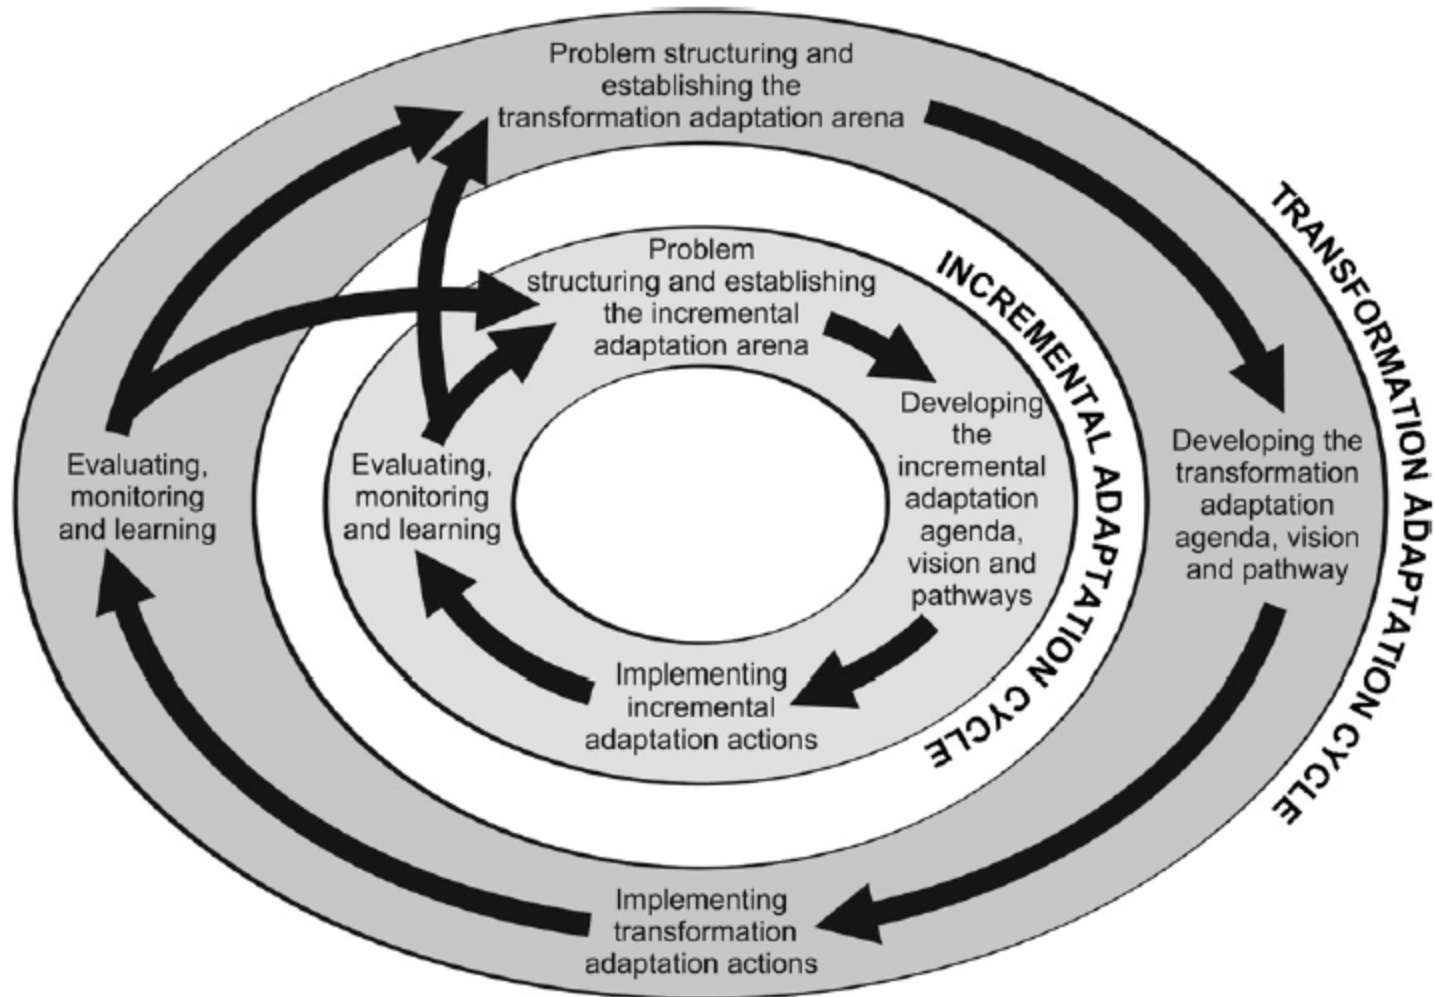 Problem structuring and
establishing the
transformation adaptation arena
Problem
structuring and establishing
the incremental
adaptation arena
INCREMENTAL ADAPTATION CYCLE
TRANSFORMATION ADAPTATION CYCLE
Developing
the
incremental
adaptation
agenda,
vision and
pathways
Developing the
transformation
adaptation
agenda, vision
and pathway
Evaluating,
monitoring
and learning
Evaluating,
monitoring
and learning
Implementing
incremental
adaptation actions
Implementing
transformation
adaptation actions